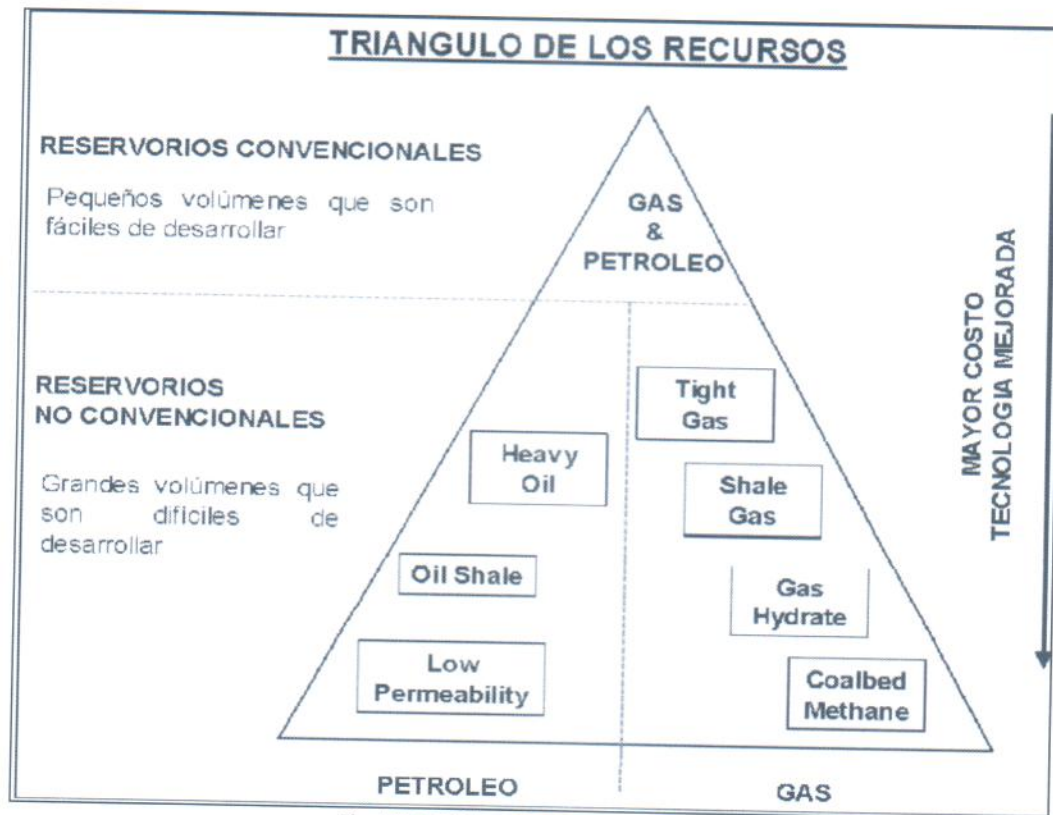 TRIANGULO DE LOS RECURSOS
RESERVORIOS CONVENCIONALES
Pequeños volúmenes que son
fáciles de desarrollar
GAS
&
PETROLEO
RESERVORIOS
NO CONVENCIONALES
Grandes volúmenes que
son dificiles de
desarrollar
Heavy
Oil
Oil Shale
Low
Permeability
Tight
Gas
Shale
Gas
Gas
Hydrate
Coalbed
Methane
MAYOR COSTO
TECNOLOGIA MEJORADA
PETROLEO
GAS